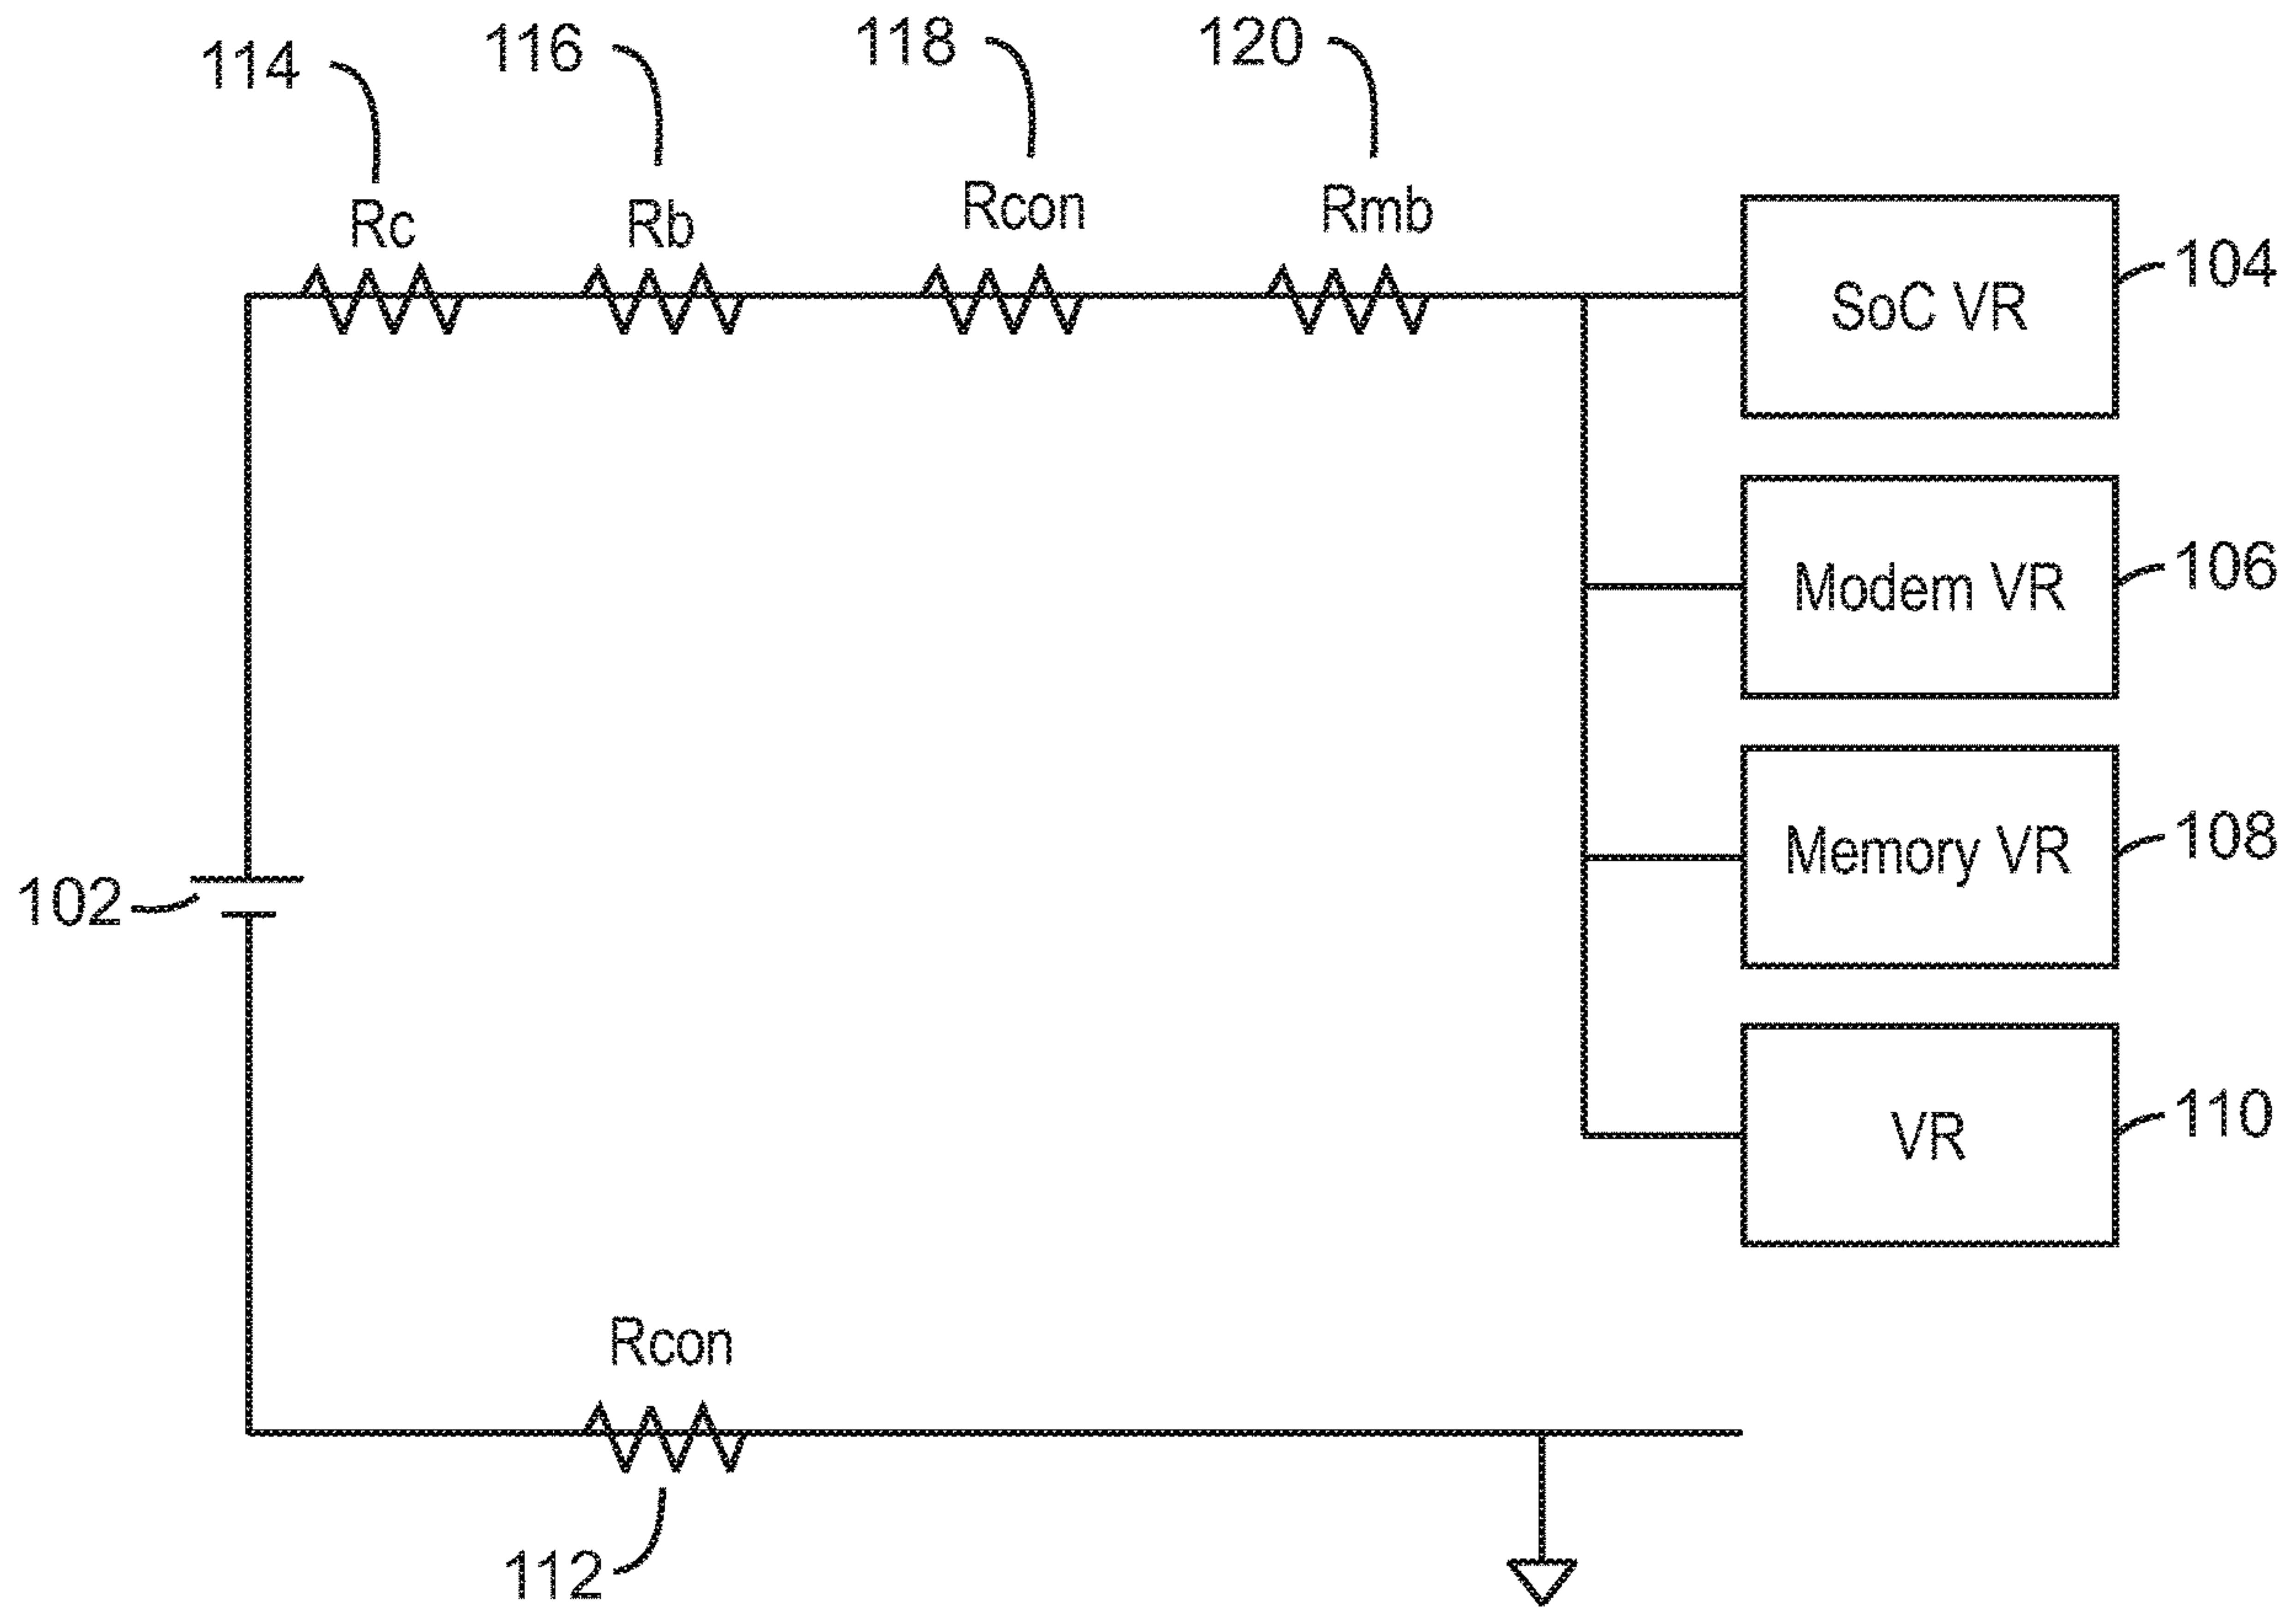 114
116
118
120
Rc
Rb
Rcon
Rmb
SoC VR
104
Modem VR
106
Memory VR
108
102
VR
110
Rcon
112